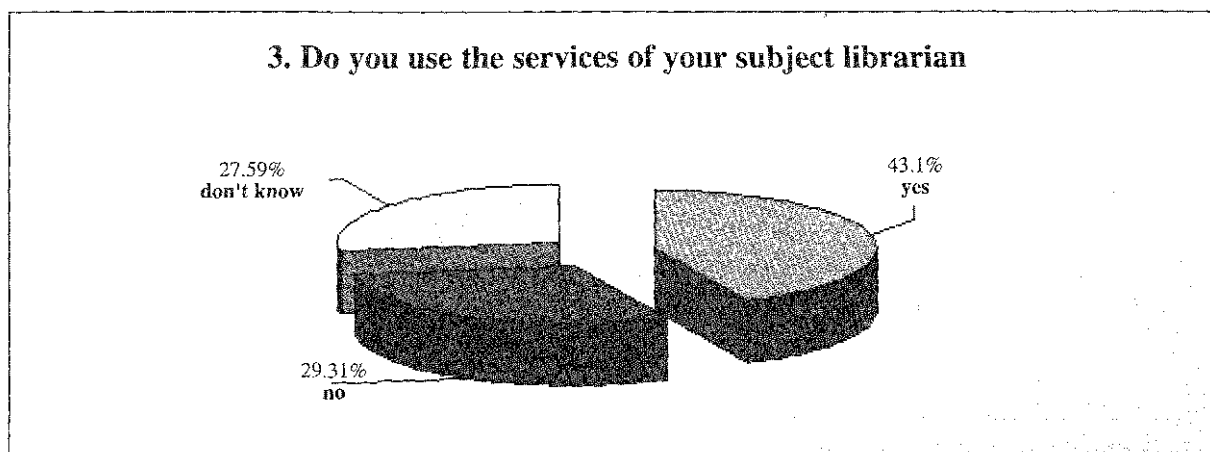 3. Do you use the services of your subject librarian
27.59%
don't know
43.1%
yes
29.31%
no